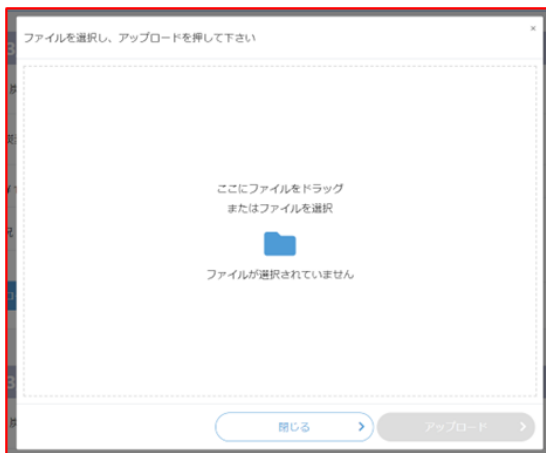 ファイルを選択し、アップロードを押して下さい
×
ここにファイルをドラッグ
またはファイルを選択
ファイルが選択されていません
閉じる
アップロード